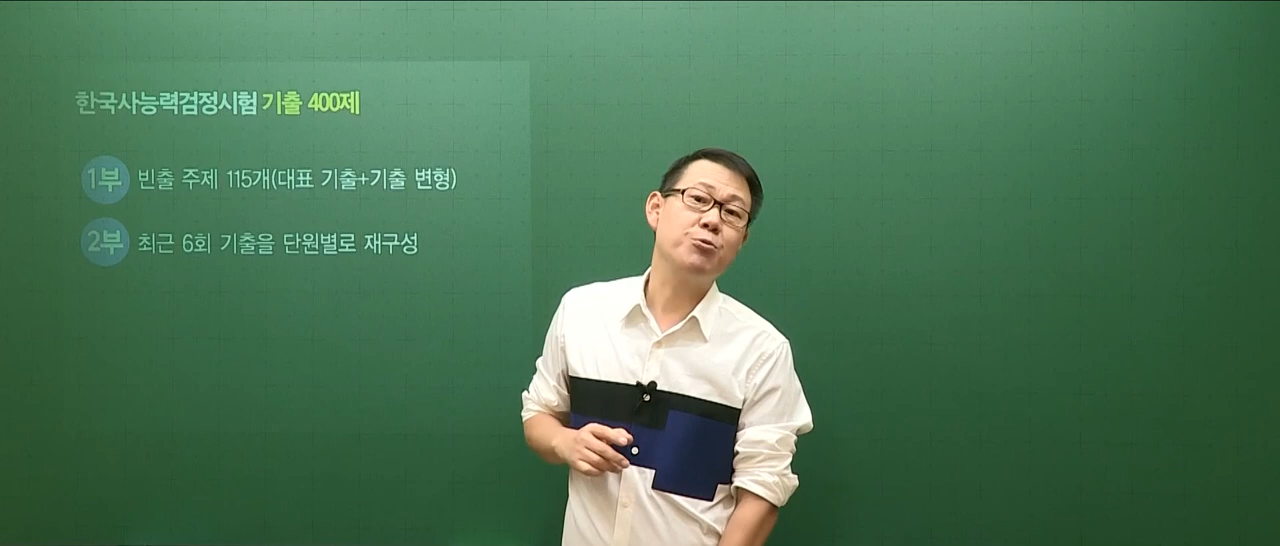 한국사능력검정시험 기출 400제
1부 빈출 주제 115개(대표 기출+기출 변형)
2부 최근 6회 기출을 단원별로 재구성